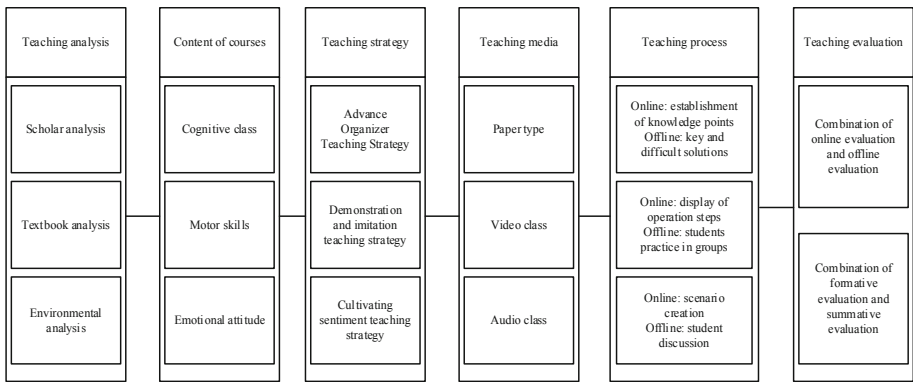 Teaching analysis
Scholar analysis
Textbook analysis
Environmental
analysis
Content of courses
Cognitive class
Motor skills
Emotional attitude
Teaching strategy
Advance
Organizer
Teaching Strategy
Demonstration
and imitation
teaching strategy
Cultivating
sentiment teaching
strategy
Teaching media
Paper type
Video class
Audio class
Teaching process
Online: establishment
of knowledge points
Offline: key and
difficult solutions
Online: display of
operation steps
Offline: students
practice in groups
Online: scenario
creation
Offline: student
discussion
Teaching evaluation
Combination of
online evaluation
and offline
evaluation
Combination of
formative
evaluation and
summative
evaluation